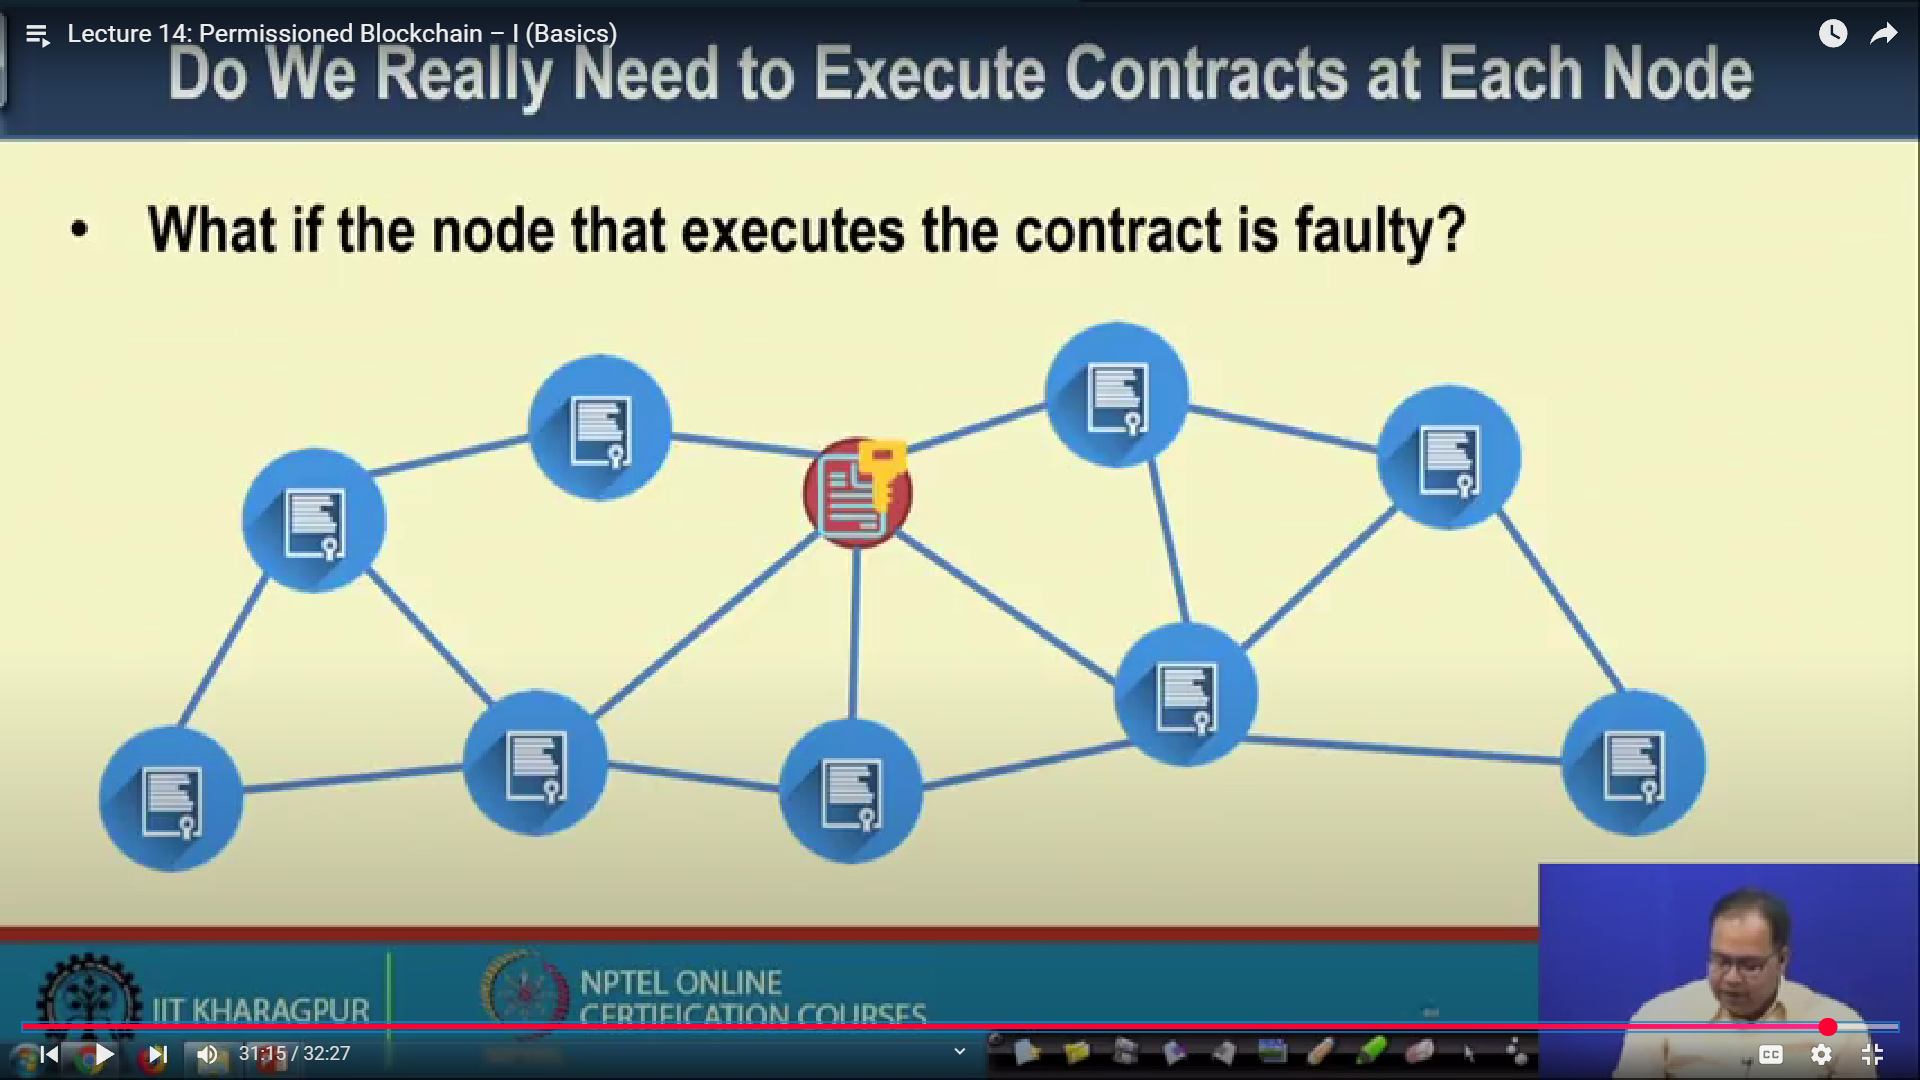 Lecture 14: Permissioned Blockchain – I (Basics)
Do We Really Need to Execute Contracts at Each Node
• What if the node that executes the contract is faulty?
IIT KHARAGPUR
NPTEL ONLINE
CERTIFICATION COURSES
31:15 / 32:27
CC